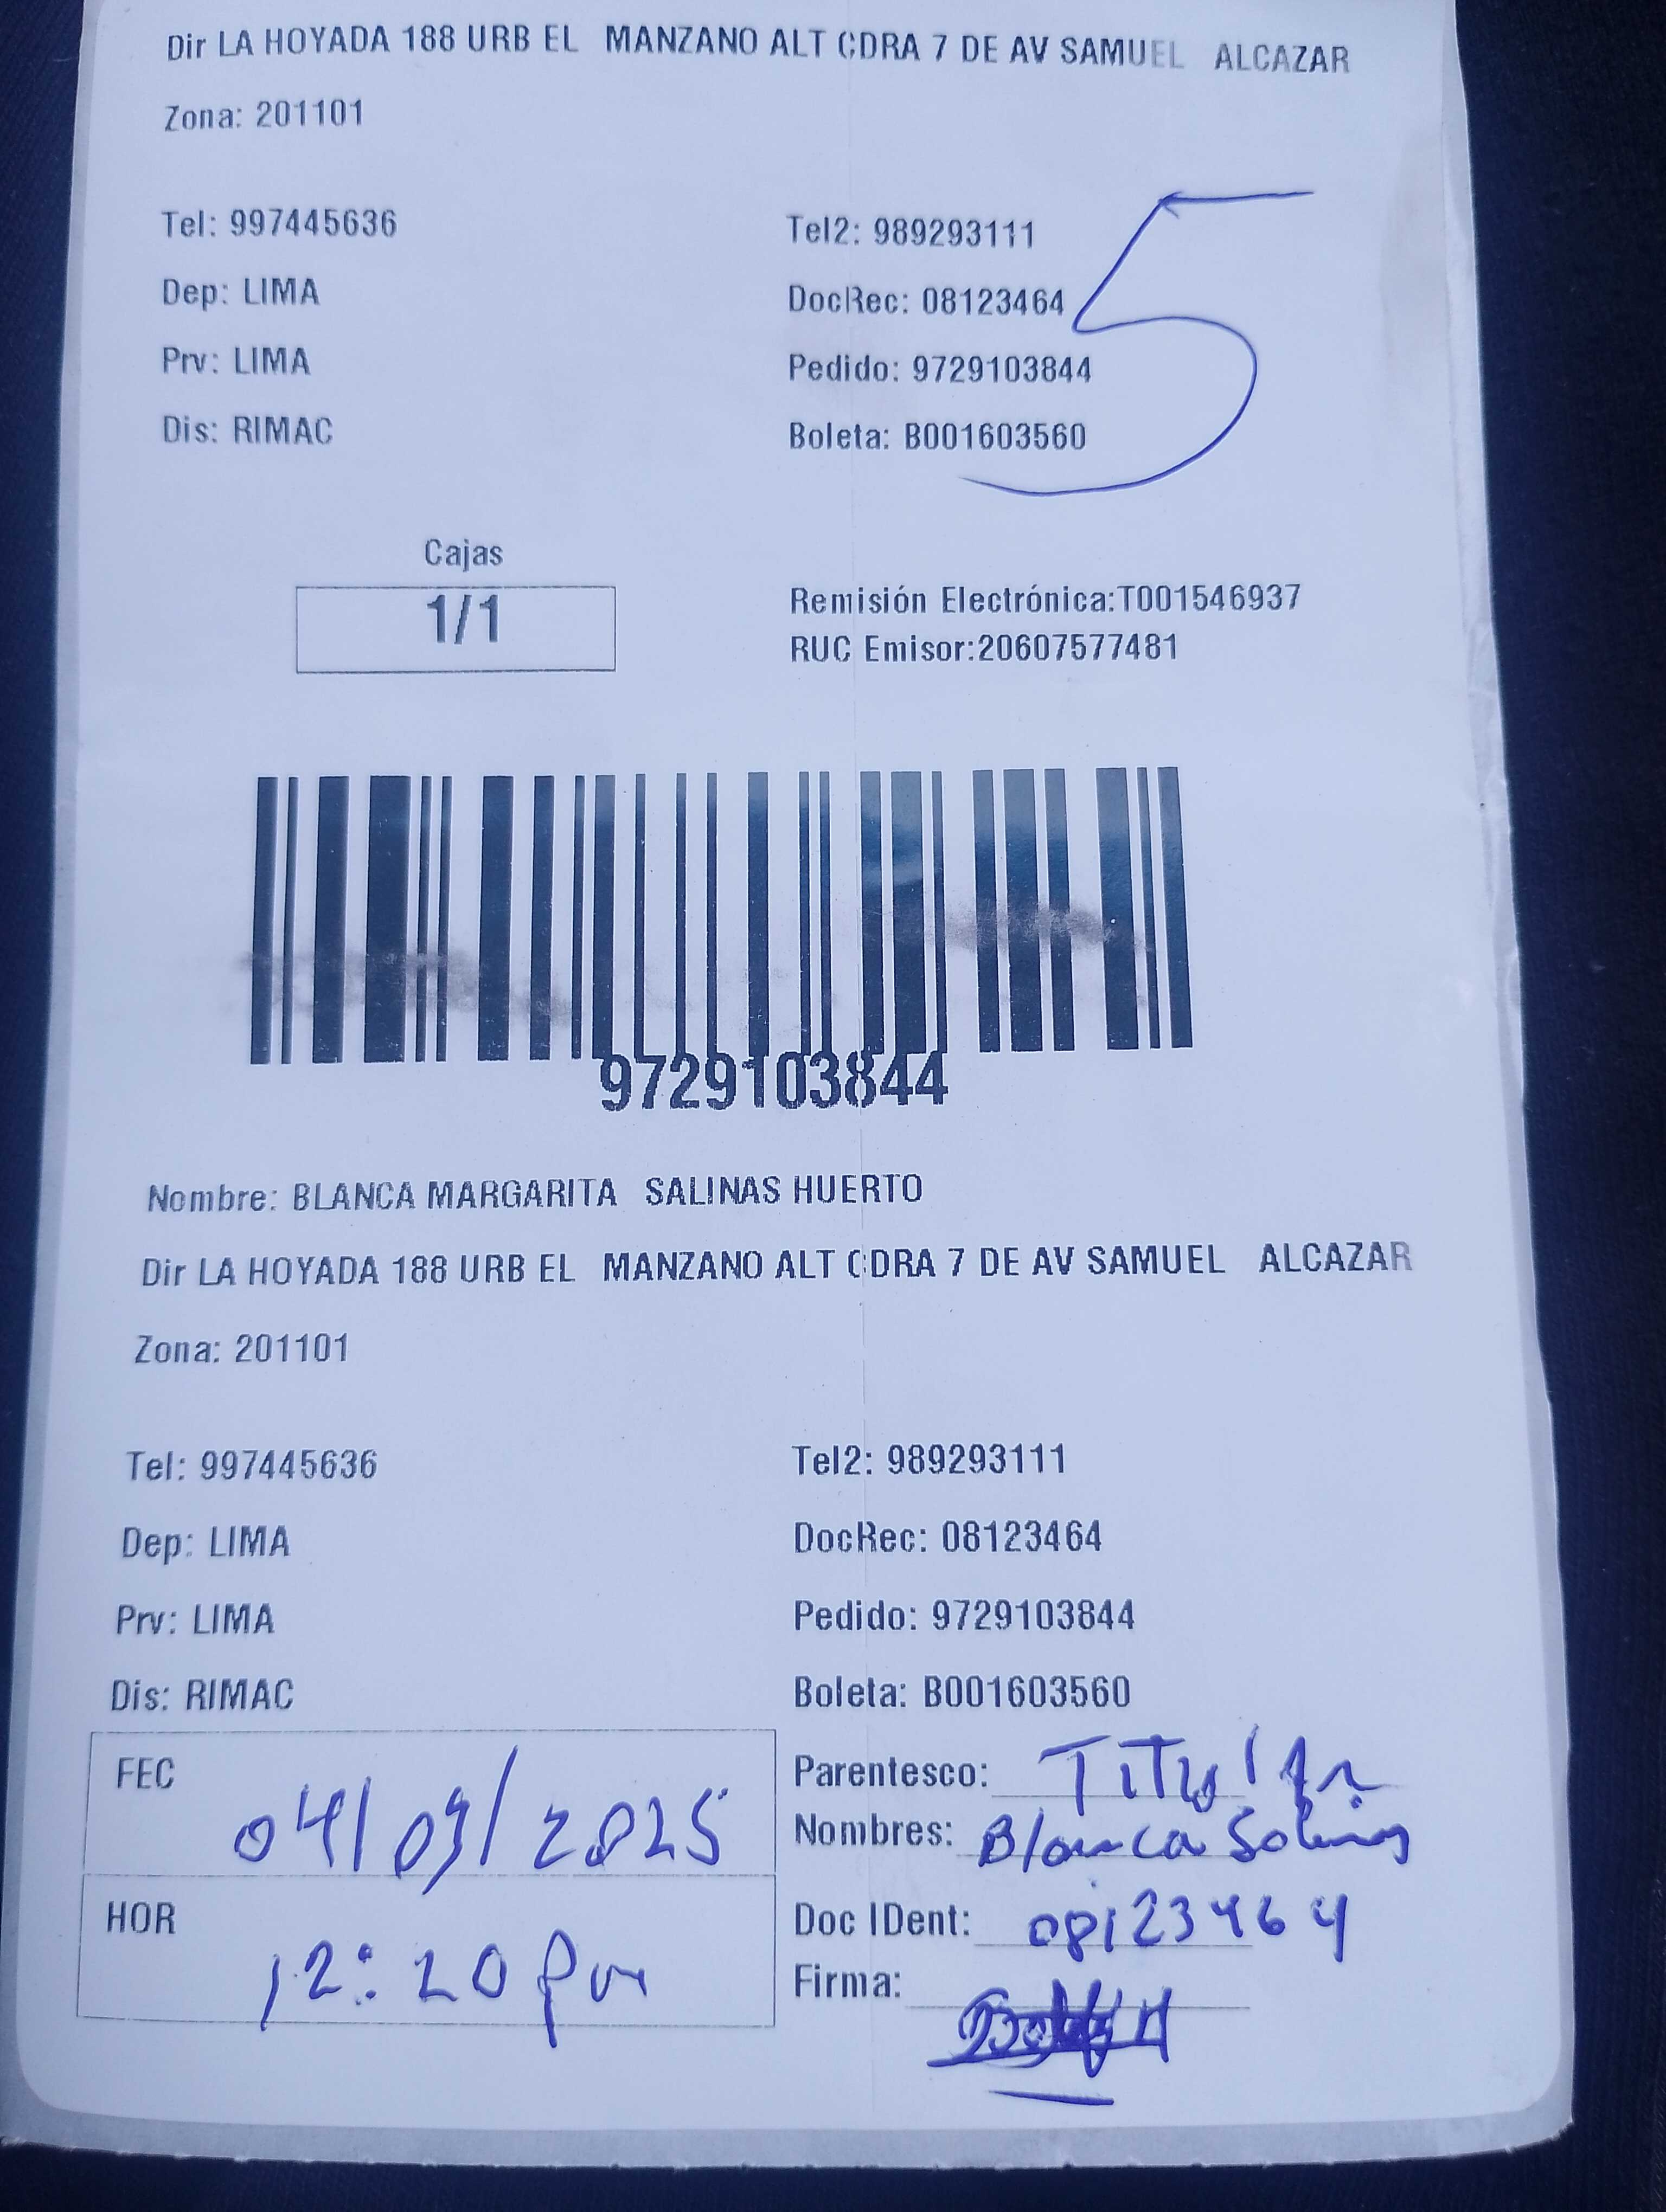 Dir LA HOYADA 188 URB EL MANZANO ALT CDRA 7 DE AV SAMUEL ALCAZAR
Zona: 201101
Tel: 997445636
Tel2: 989293111
Dep: LIMA
DocRec: 08123464
Prv: LIMA
Pedido: 9729103844
Dis: RIMAC
Boleta: B001603560
5
Cajas
1/1
Remisión Electrónica:T001546937
RUC Emisor:20607577481
9729103844
Nombre: BLANCA MARGARITA SALINAS HUERTO
Dir LA HOYADA 188 URB EL MANZANO ALT CDRA 7 DE AV SAMUEL ALCAZAR
Zona: 201101
Tel: 997445636
Tel2: 989293111
Dep: LIMA
DocRec: 08123464
Prv: LIMA
Pedido: 9729103844
Dis: RIMAC
Boleta: B001603560
FEC
04/09/2025
HOR
12:20 pm
Parentesco: Titular
Nombres: Blanca Salinas
Doc IDent: 08123464
Firma: